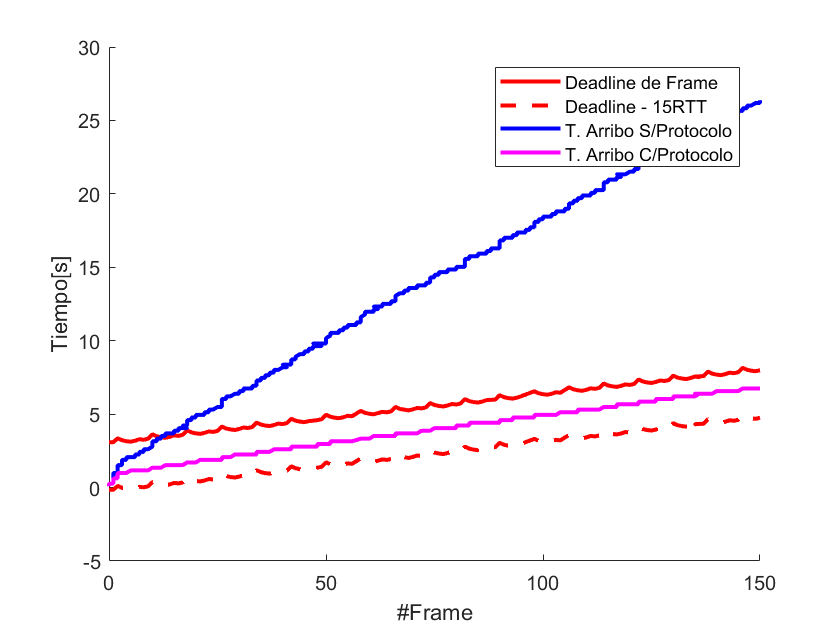 30
25
20
15
10
5
0
-5
Tiempo[s]
Deadline de Frame
Deadline - 15RTT
T. Arribo S/Protocolo
T. Arribo C/Protocolo
0
50
100
150
#Frame